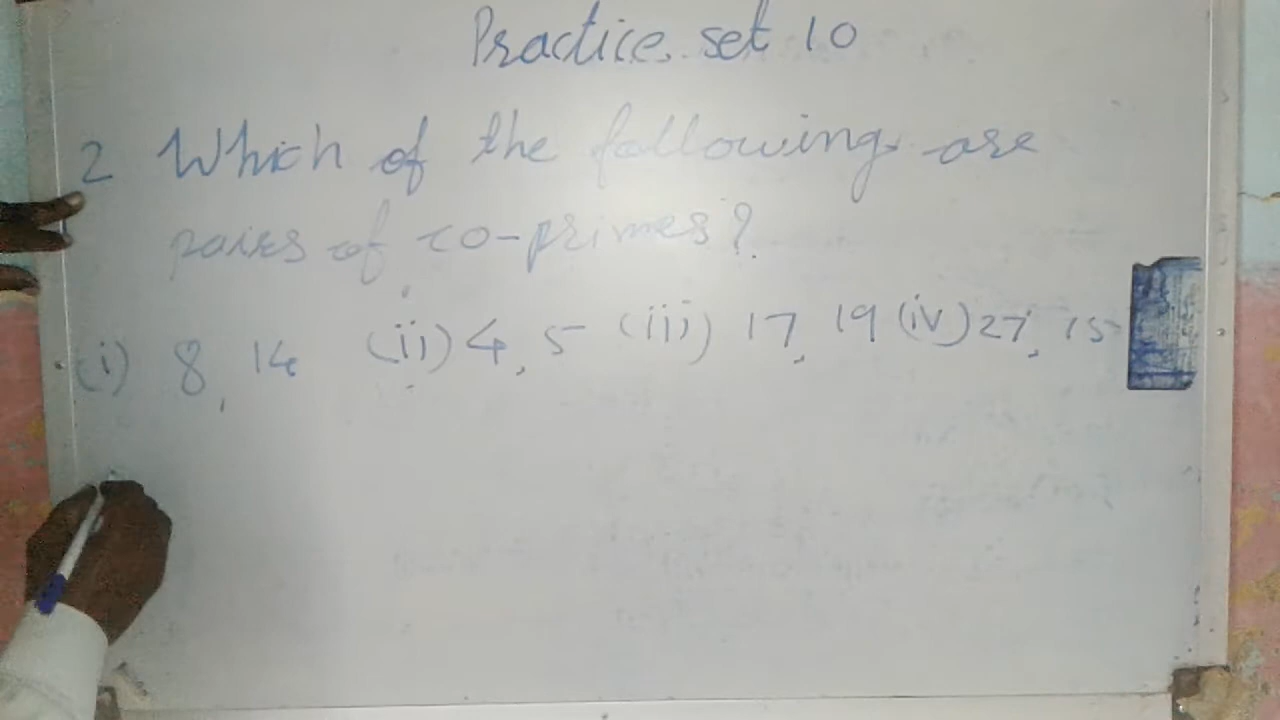 Practice set 10
2 Which of the following are
pairs of co-primes?
(i) 8, 14 (ii) 4, 5 (iii) 17, 19 (iv) 27, 15